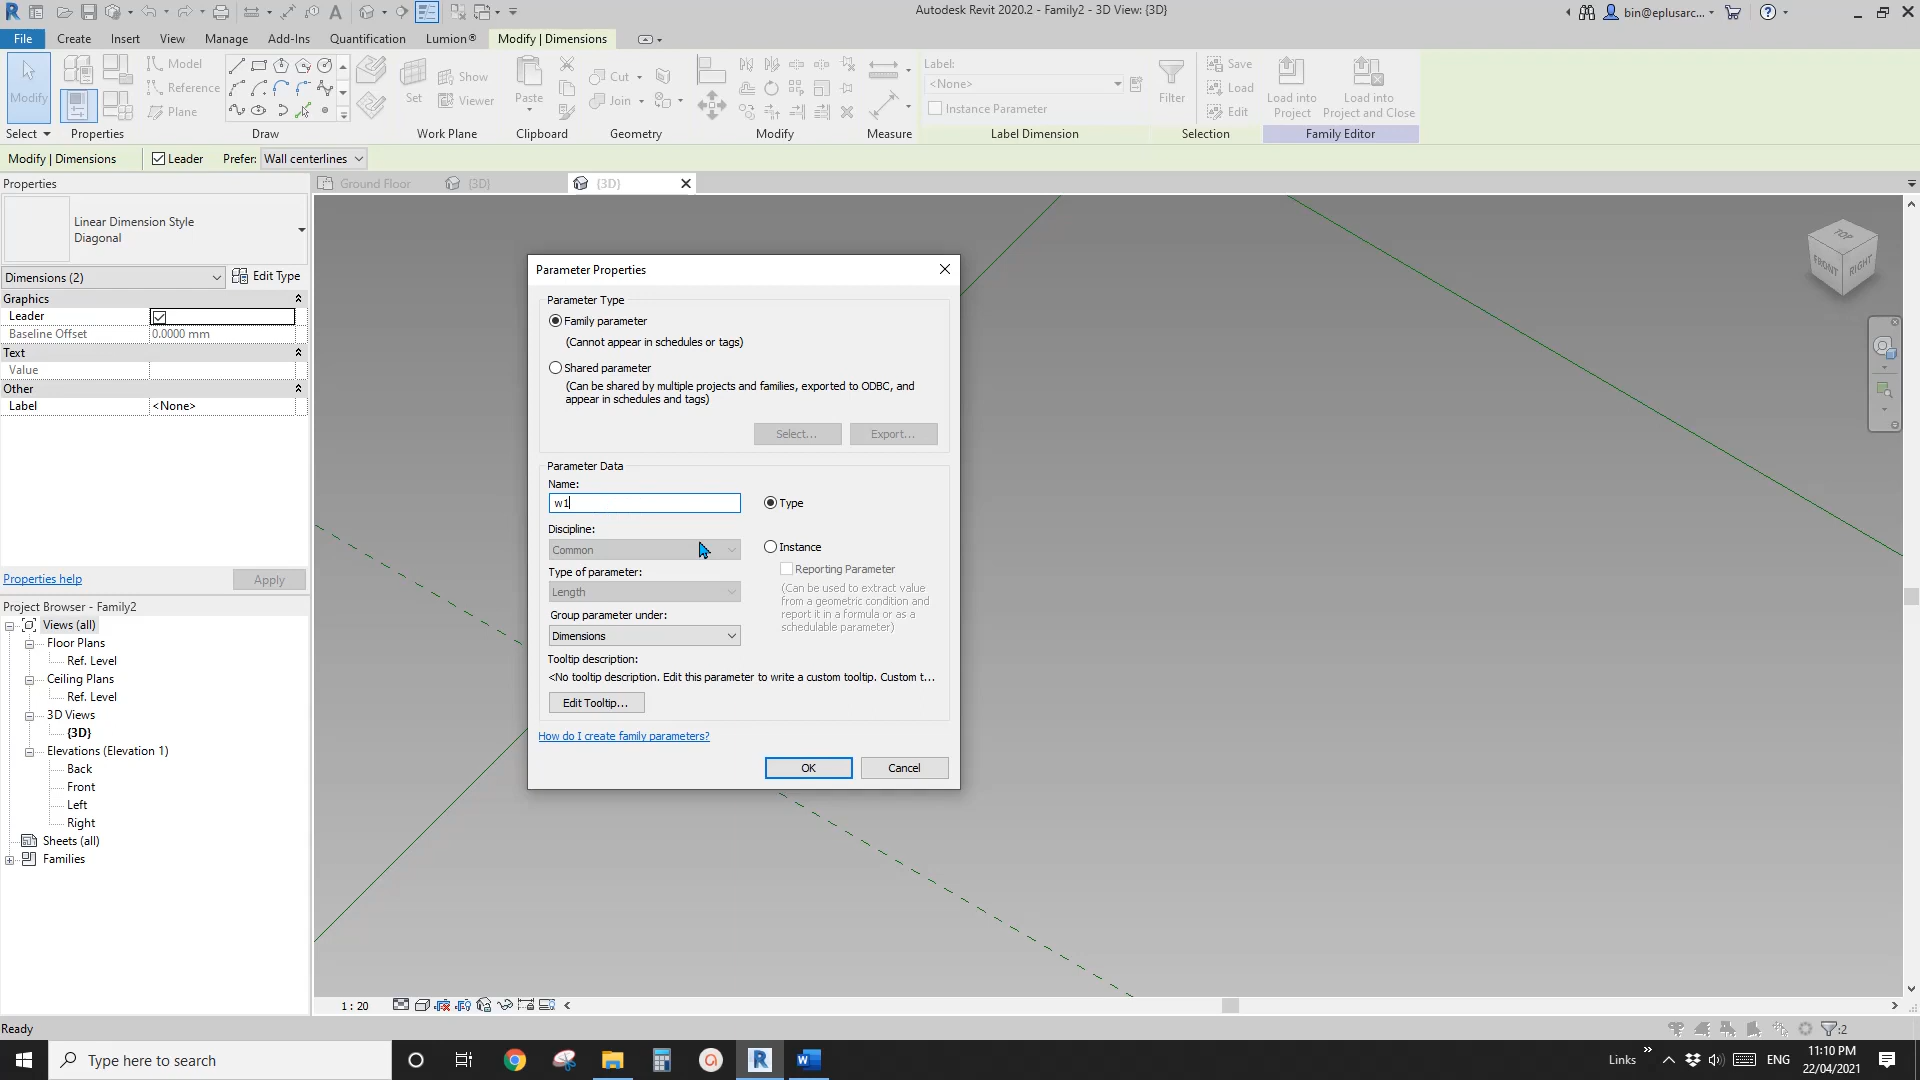 Autodesk Revit 2020.2 - Family2 - 3D View: {3D}
bin@eplusarc...
File Create Insert View Manage Add-Ins Quantification Lumion® Modify | Dimensions
Modify
Model
Reference
Plane
Set
Show
Viewer
Paste
Cut
Join
Label:
<None>
Instance Parameter
Filter
Save
Load
Edit
Load into
Project
Load into
Project and Close
Select Properties Draw Work Plane Clipboard Geometry Modify Measure Label Dimension Selection Family Editor
Modify | Dimensions Leader Prefer: Wall centerlines
Properties
Linear Dimension Style
Diagonal
Dimensions (2) Edit Type
Graphics
Leader
Baseline Offset 0.0000 mm
Text
Value
Other
Label <None>
Properties help Apply
Project Browser - Family2
Views (all)
Floor Plans
Ref. Level
Ceiling Plans
Ref. Level
3D Views
{3D}
Elevations (Elevation 1)
Back
Front
Left
Right
Sheets (all)
Families
Ground Floor {3D} {3D}
TOP
FRONT RIGHT
Parameter Properties
Parameter Type
Family parameter
(Cannot appear in schedules or tags)
Shared parameter
(Can be shared by multiple projects and families, exported to ODBC, and
appear in schedules and tags)
Select... Export...
Parameter Data
Name:
w1
Type
Discipline:
Common
Instance
Type of parameter:
Length
Reporting Parameter
(Can be used to extract value
from a geometric condition and
report it in a formula or as a
schedulable parameter)
Group parameter under:
Dimensions
Tooltip description:
<No tooltip description. Edit this parameter to write a custom tooltip. Custom t...
Edit Tooltip...
How do I create family parameters?
OK Cancel
1 : 20
Ready
:2
Type here to search
Links
ENG
11:10 PM
22/04/2021